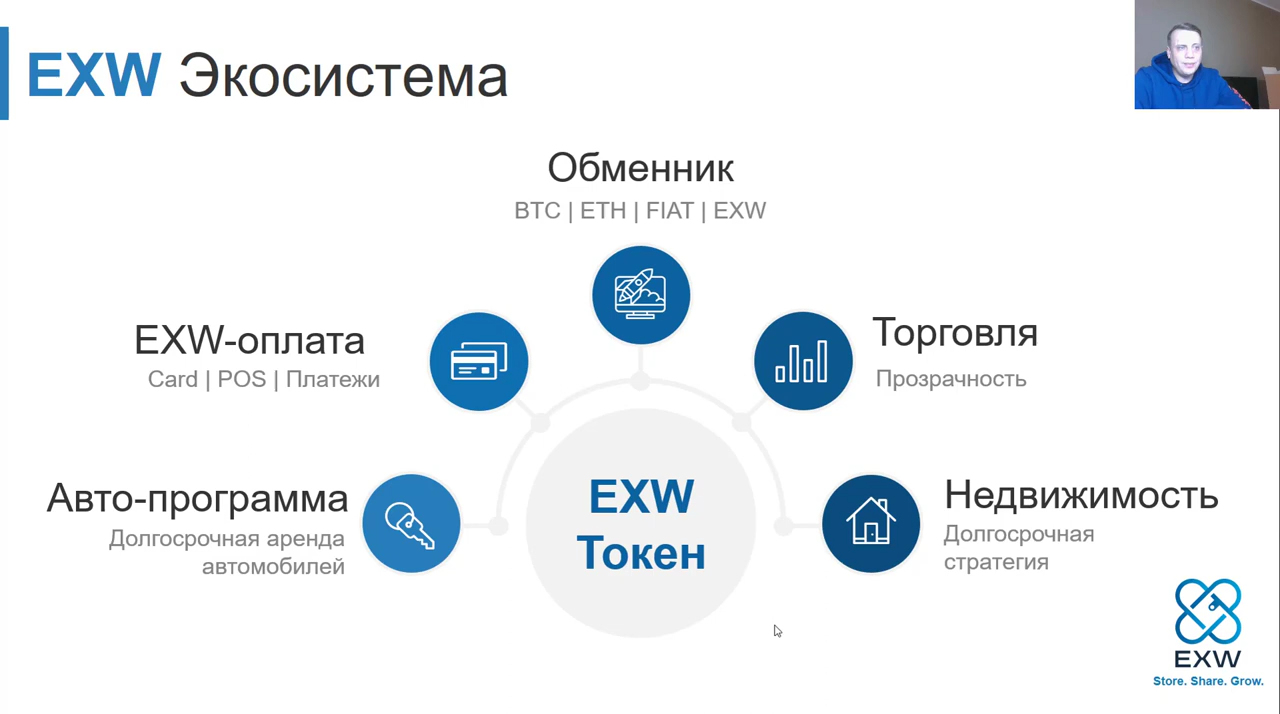 EXW Экосистема
Обменник
BTC | ETH | FIAT | EXW
EXW-оплата
Card | POS | Платежи
Торговля
Прозрачность
Авто-программа
Долгосрочная аренда
автомобилей
EXW
Токен
Недвижимость
Долгосрочная
стратегия
EXW
Store. Share. Grow.